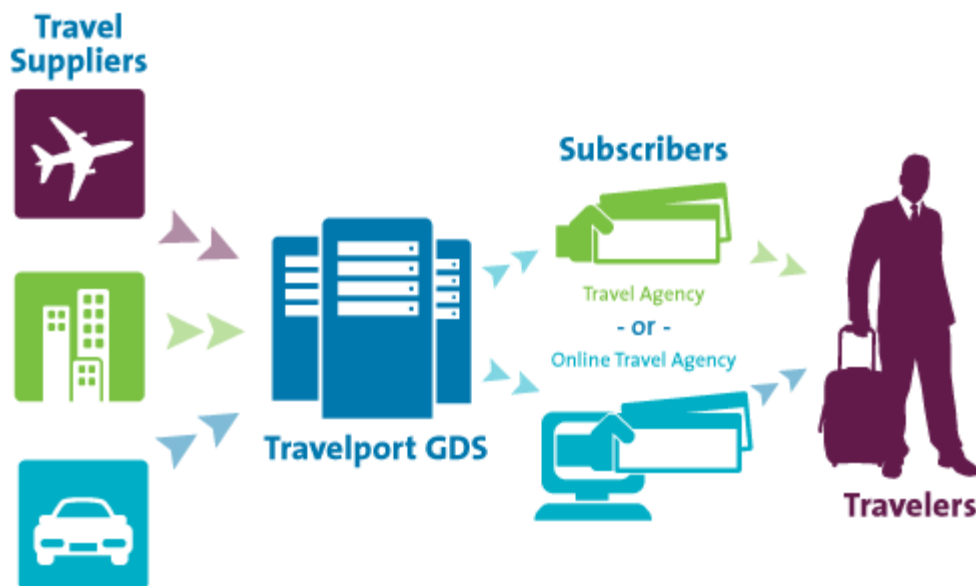 Travel
Suppliers
Subscribers
Travel Agency
- or -
Online Travel Agency
Travelport GDS
Travelers